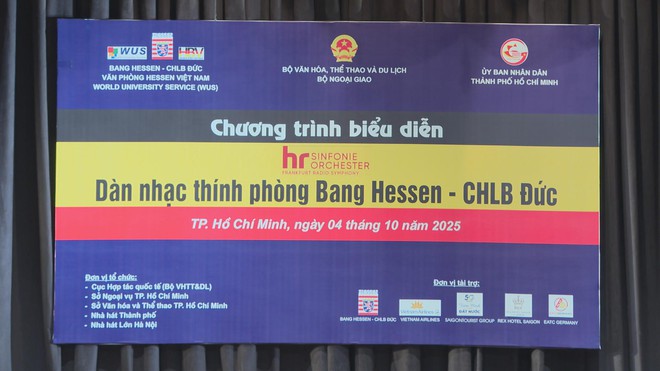 WUS
HRV
BANG HESSEN - CHLB ĐỨC
VĂN PHÒNG HESSEN VIỆT NAM
WORLD UNIVERSITY SERVICE (WUS)
BỘ VĂN HÓA, THỂ THAO VÀ DU LỊCH
BỘ NGOẠI GIAO
ỦY BAN NHÂN DÂN
THÀNH PHỐ HỒ CHÍ MINH
Chương trình biểu diễn
hr SINFONIE
ORCHESTER
FRANKFURT RADIO SYMPHONY
Dàn nhạc thính phòng Bang Hessen - CHLB Đức
TP. Hồ Chí Minh, ngày 04 tháng 10 năm 2025
Đơn vị tổ chức:
- Cục Hợp tác quốc tế (Bộ VHTT&DL)
- Sở Ngoại vụ TP. Hồ Chí Minh
- Sở Văn hóa và Thể thao TP. Hồ Chí Minh
- Nhà hát Thành phố
- Nhà hát Lớn Hà Nội
Đơn vị tài trợ:
BANG HESSEN - CHLB ĐỨC
VIETNAM AIRLINES
SAIGONTOURIST GROUP
REX HOTEL SAIGON
EATC GERMANY